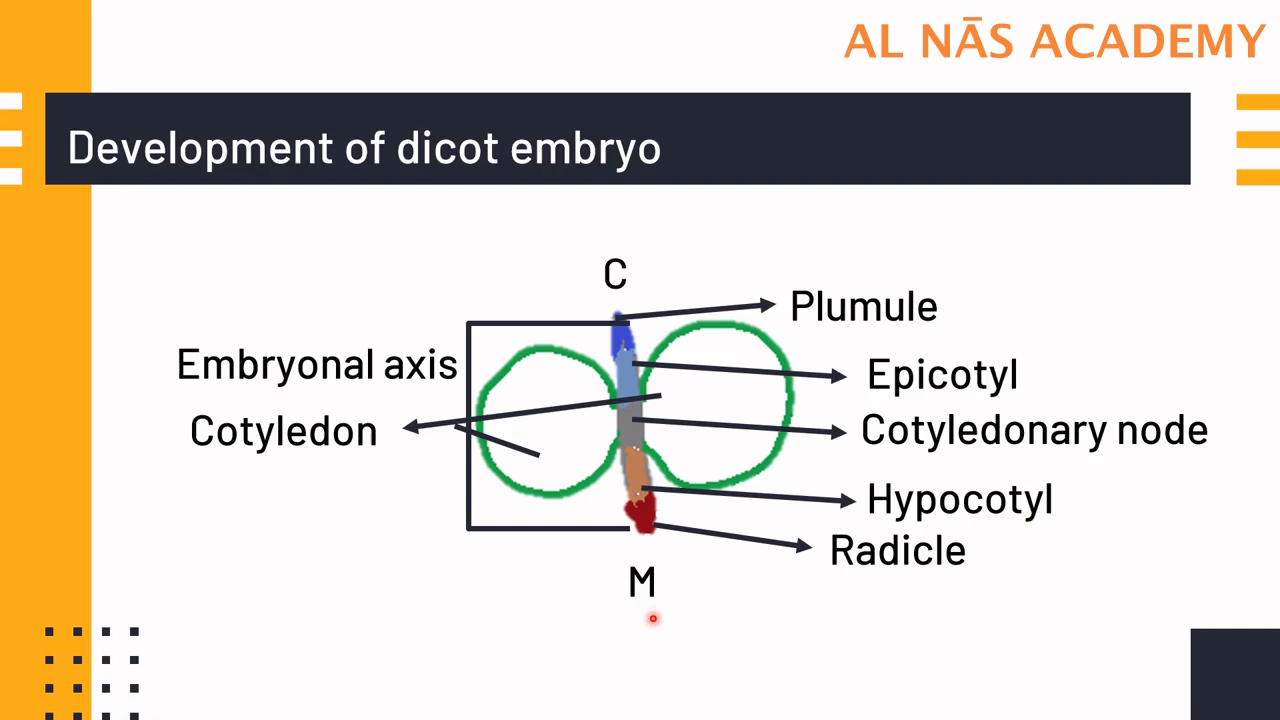 AL NĀS ACADEMY
Development of dicot embryo
C
Plumule
Embryonal axis
Epicotyl
Cotyledon
Cotyledonary node
Hypocotyl
Radicle
M